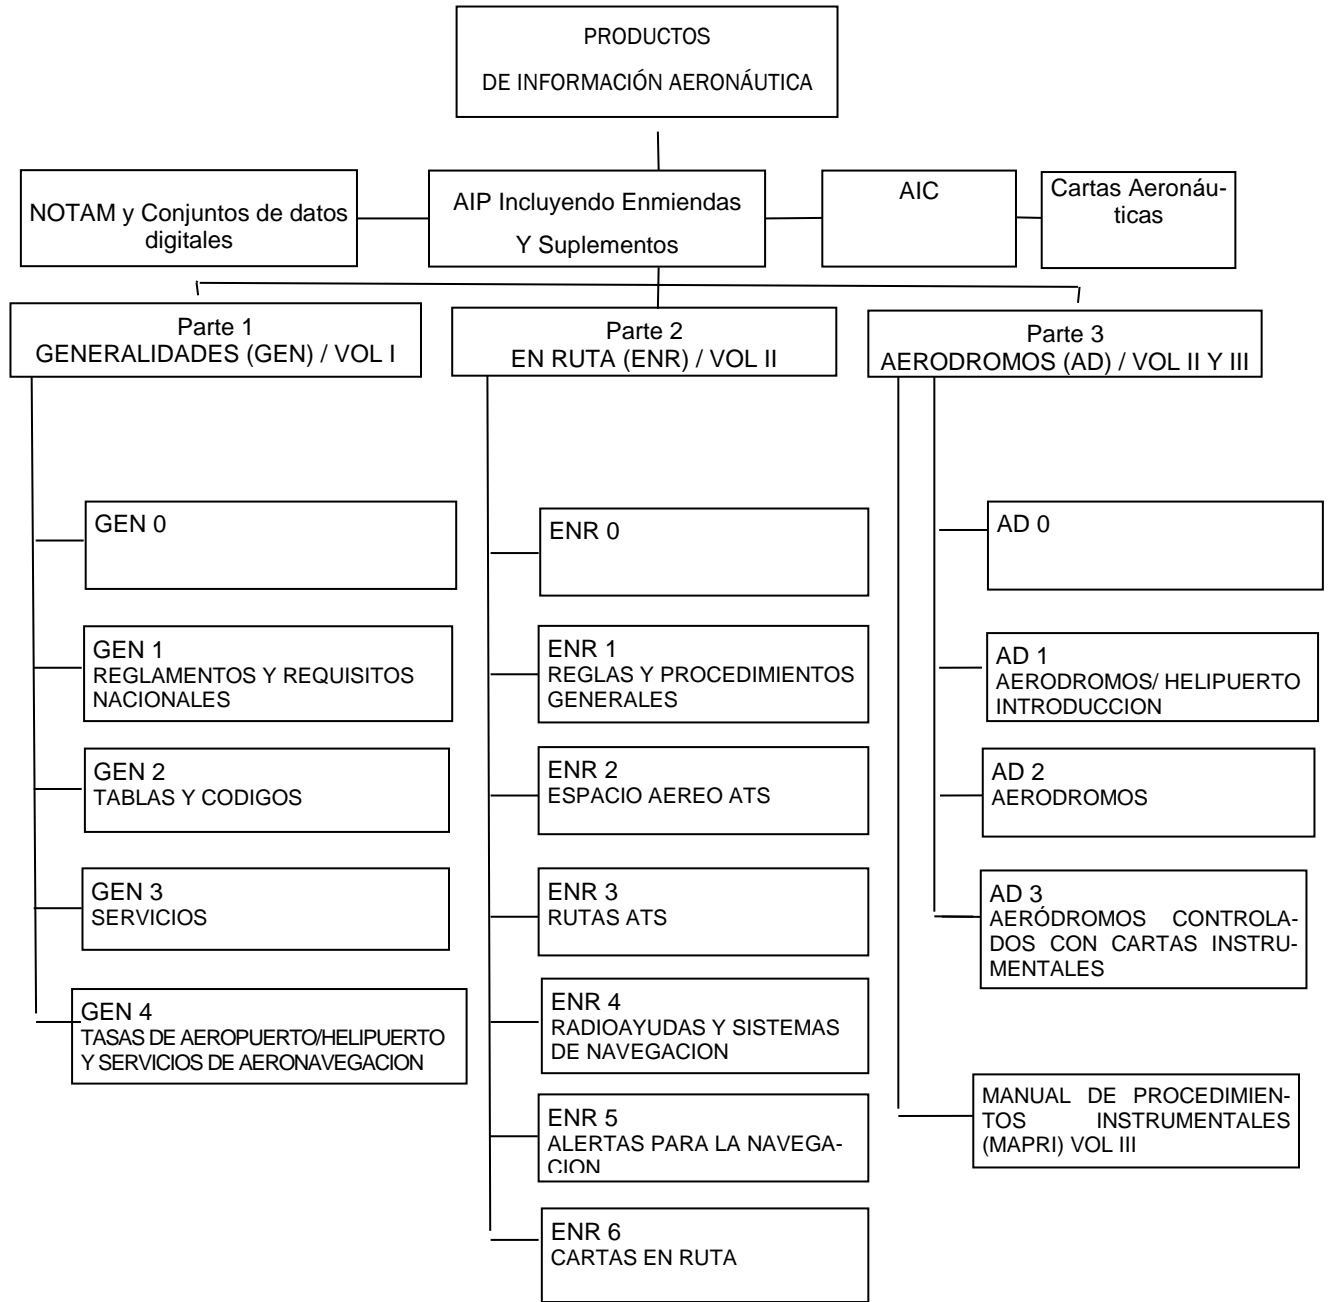 PRODUCTOS
DE INFORMACIÓN AERONÁUTICA
NOTAM y Conjuntos de datos
digitales
AIP Incluyendo Enmiendas
Y Suplementos
AIC
Cartas Aeronáu-
ticas
Parte 1
GENERALIDADES (GEN) / VOL I
Parte 2
EN RUTA (ENR) / VOL II
Parte 3
AERODROMOS (AD) / VOL II Y III
GEN 0
GEN 1
REGLAMENTOS Y REQUISITOS
NACIONALES
GEN 2
TABLAS Y CODIGOS
GEN 3
SERVICIOS
GEN 4
TASAS DE AEROPUERTO/HELIPUERTO
Y SERVICIOS DE AERONAVEGACION
ENR 0
ENR 1
REGLAS Y PROCEDIMIENTOS
GENERALES
ENR 2
ESPACIO AEREO ATS
ENR 3
RUTAS ATS
ENR 4
RADIOAYUDAS Y SISTEMAS
DE NAVEGACION
ENR 5
ALERTAS PARA LA NAVEGA-
CION
ENR 6
CARTAS EN RUTA
AD 0
AD 1
AERODROMOS/ HELIPUERTO
INTRODUCCION
AD 2
AERODROMOS
AD 3
AERÓDROMOS CONTROLA-
DOS CON CARTAS INSTRU-
MENTALES
MANUAL DE PROCEDIMIEN-
TOS INSTRUMENTALES
(MAPRI) VOL III